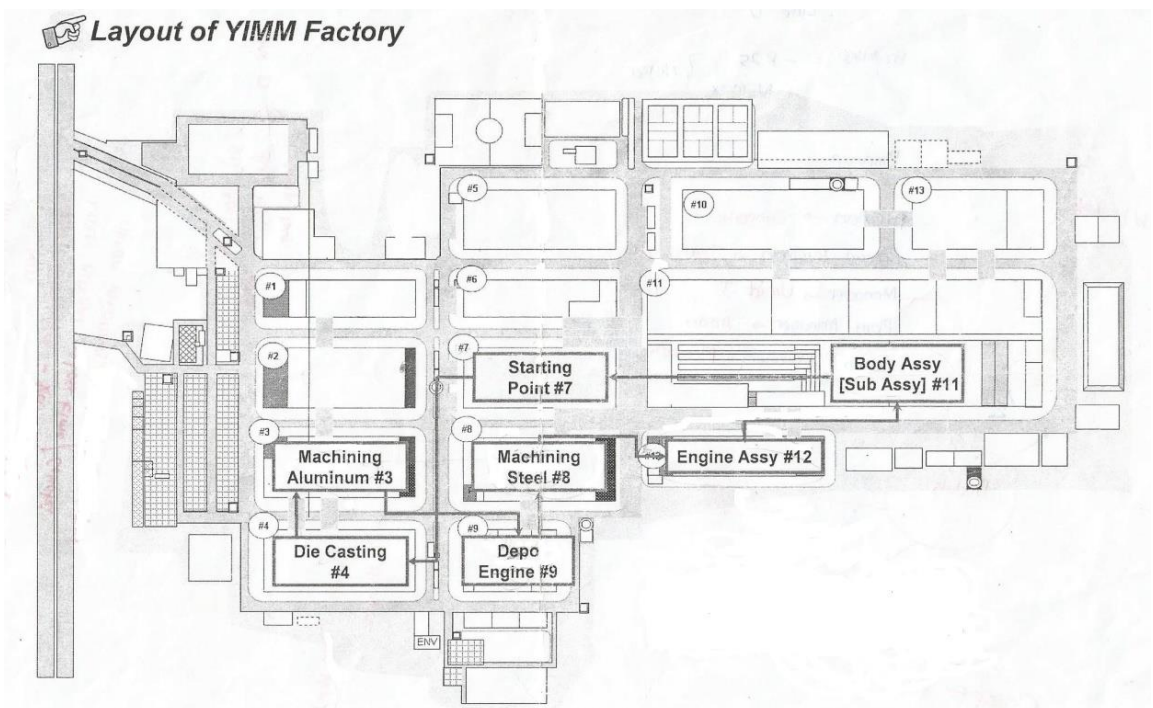 Layout of YIMM Factory
#5
#10
#13
#1
#6
#11
#2
#7
Starting
Point #7
Body Assy
[Sub Assy] #11
#3
Machining
Aluminum #3
#8
Machining
Steel #8
Engine Assy #12
#4
Die Casting
#4
#9
Depo
Engine #9
ENV